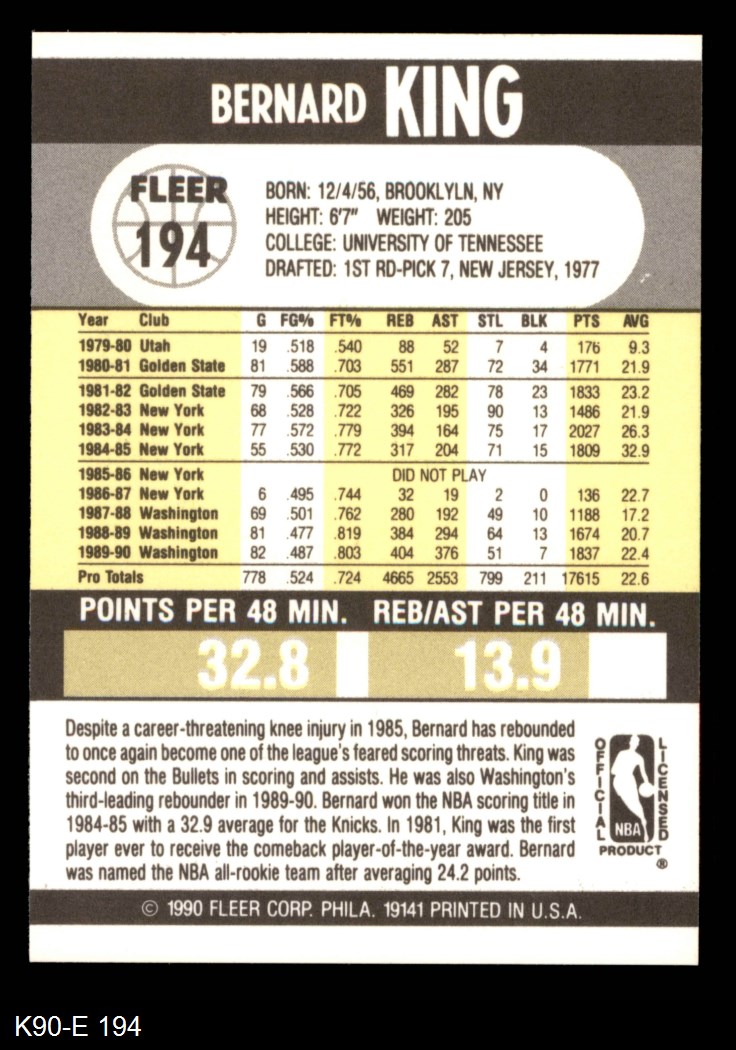 BERNARD KING
FLEER
194
BORN: 12/4/56, BROOKLYLN, NY
HEIGHT: 6'7" WEIGHT: 205
COLLEGE: UNIVERSITY OF TENNESSEE
DRAFTED: 1ST RD-PICK 7, NEW JERSEY, 1977
Year Club G FG% FT% REB AST STL BLK PTS AVG
1979-80 Utah 19 .518 .540 88 52 7 4 176 9.3
1980-81 Golden State 81 .588 .703 551 287 72 34 1771 21.9
1981-82 Golden State 79 .566 .705 469 282 78 23 1833 23.2
1982-83 New York 68 .528 .722 326 195 90 13 1486 21.9
1983-84 New York 77 .572 .779 394 164 75 17 2027 26.3
1984-85 New York 55 .530 .772 317 204 71 15 1809 32.9
1985-86 New York DID NOT PLAY
1986-87 New York 6 .495 .744 32 19 2 0 136 22.7
1987-88 Washington 69 .501 .762 280 192 49 10 1188 17.2
1988-89 Washington 81 .477 .819 384 294 64 13 1674 20.7
1989-90 Washington 82 .487 .803 404 376 51 7 1837 22.4
Pro Totals 778 .524 .724 4665 2553 799 211 17615 22.6
POINTS PER 48 MIN. REB/AST PER 48 MIN.
32.8 13.9
Despite a career-threatening knee injury in 1985, Bernard has rebounded
to once again become one of the league's feared scoring threats. King was
second on the Bullets in scoring and assists. He was also Washington's
third-leading rebounder in 1989-90. Bernard won the NBA scoring title in
1984-85 with a 32.9 average for the Knicks. In 1981, King was the first
player ever to receive the comeback player-of-the-year award. Bernard
was named the NBA all-rookie team after averaging 24.2 points.
OFFICIAL
LICENSED
NBA
PRODUCT
®
© 1990 FLEER CORP. PHILA. 19141 PRINTED IN U.S.A.
K90-E 194